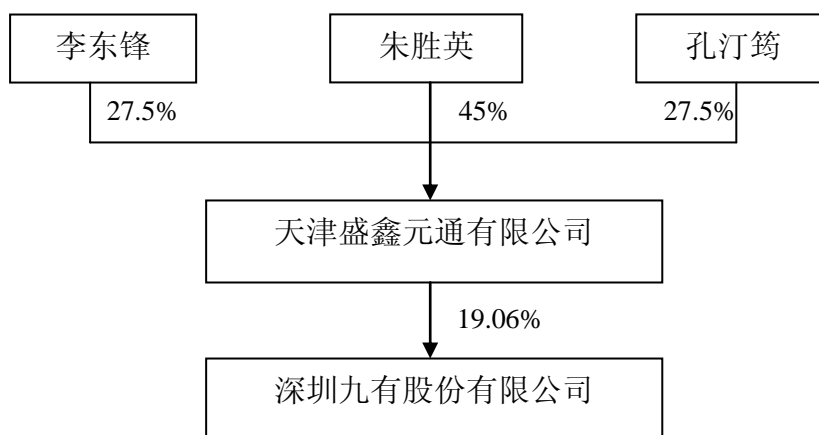 李东锋
朱胜英
孔汀筠
27.5%
45%
27.5%
天津盛鑫元通有限公司
19.06%
深圳九有股份有限公司